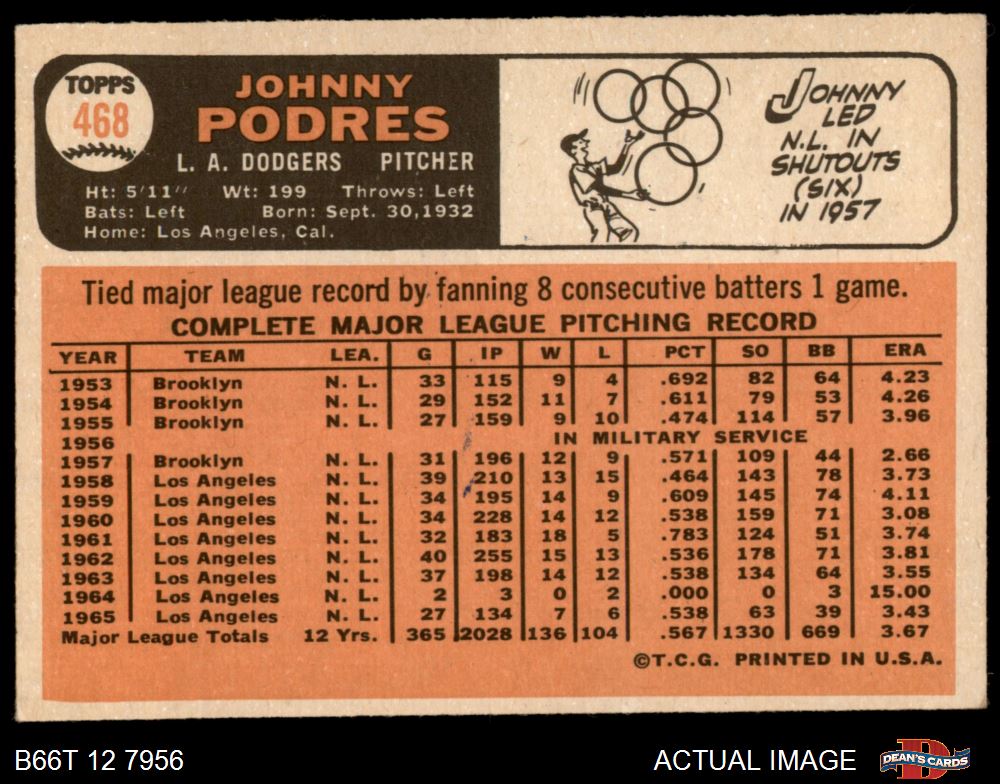 TOPPS
468
JOHNNY
PODRES
L. A. DODGERS PITCHER
Ht: 5'11" Wt: 199 Throws: Left
Bats: Left Born: Sept. 30,1932
Home: Los Angeles, Cal.
JOHNNY
LED
N.L. IN
SHUTOUTS
(SIX)
IN 1957
Tied major league record by fanning 8 consecutive batters 1 game.
COMPLETE MAJOR LEAGUE PITCHING RECORD
YEAR TEAM LEA. G IP W L PCT SO BB ERA
1953 Brooklyn N. L. 33 115 9 4 .692 82 64 4.23
1954 Brooklyn N. L. 29 152 11 7 .611 79 53 4.26
1955 Brooklyn N. L. 27 159 9 10 .474 114 57 3.96
1956 IN MILITARY SERVICE
1957 Brooklyn N. L. 31 196 12 9 .571 109 44 2.66
1958 Los Angeles N. L. 39 210 13 15 .464 143 78 3.73
1959 Los Angeles N. L. 34 195 14 9 .609 145 74 4.11
1960 Los Angeles N. L. 34 228 14 12 .538 159 71 3.08
1961 Los Angeles N. L. 32 183 18 5 .783 124 51 3.74
1962 Los Angeles N. L. 40 255 15 13 .536 178 71 3.81
1963 Los Angeles N. L. 37 198 14 12 .538 134 64 3.55
1964 Los Angeles N. L. 2 3 0 2 .000 0 3 15.00
1965 Los Angeles N. L. 27 134 7 6 .538 63 39 3.43
Major League Totals 12 Yrs. 365 2028 136 104 .567 1330 669 3.67
©T.C.G. PRINTED IN U.S.A.
B66T 12 7956 ACTUAL IMAGE
D
DEAN'S CARDS